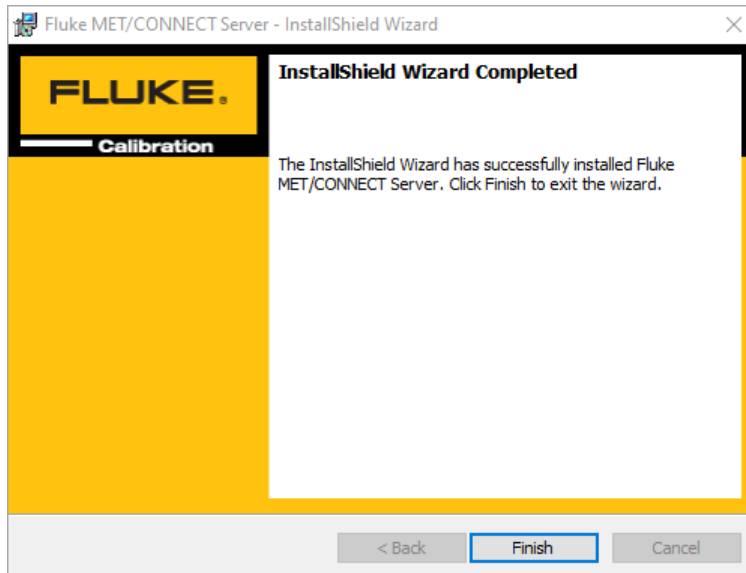 Fluke MET/CONNECT Server - InstallShield Wizard
FLUKE®
Calibration
InstallShield Wizard Completed
The InstallShield Wizard has successfully installed Fluke
MET/CONNECT Server. Click Finish to exit the wizard.
< Back
Finish
Cancel